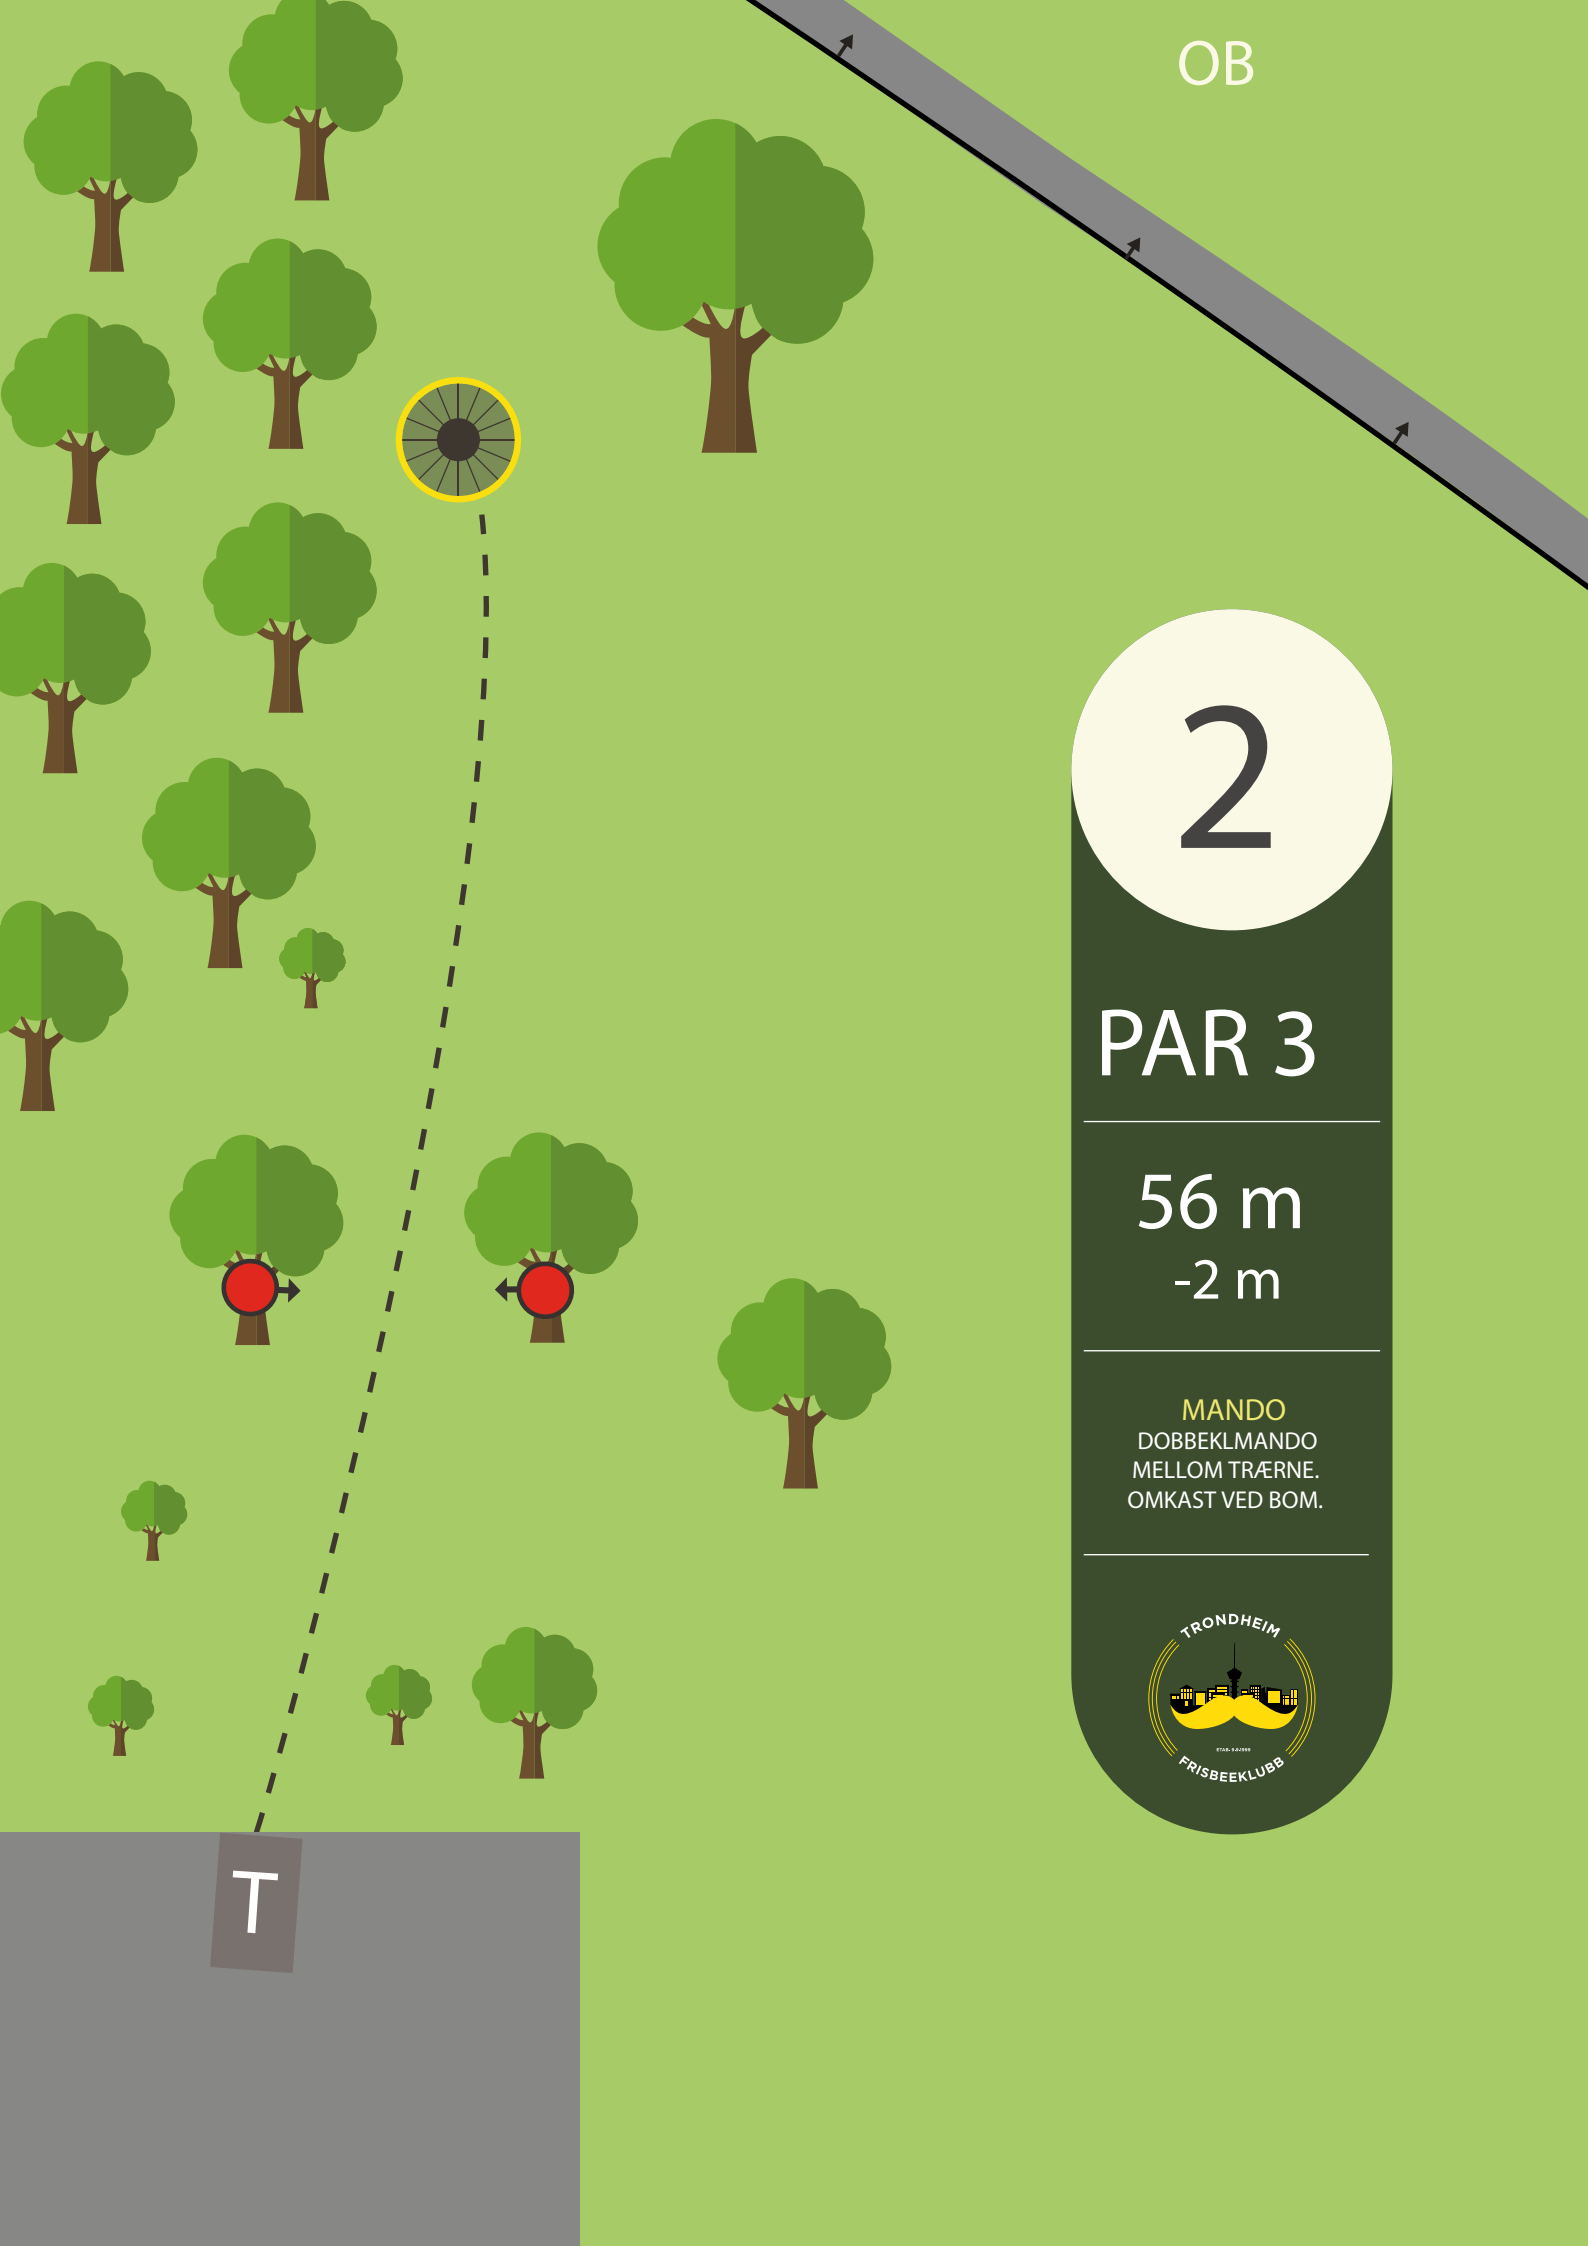 OB
2
PAR 3
56 m
-2 m
MANDO
DOBBEKLMANDO
MELLOM TRÆRNE.
OMKAST VED BOM.
TRONDHEIM
FRISBEEKLUBB
T